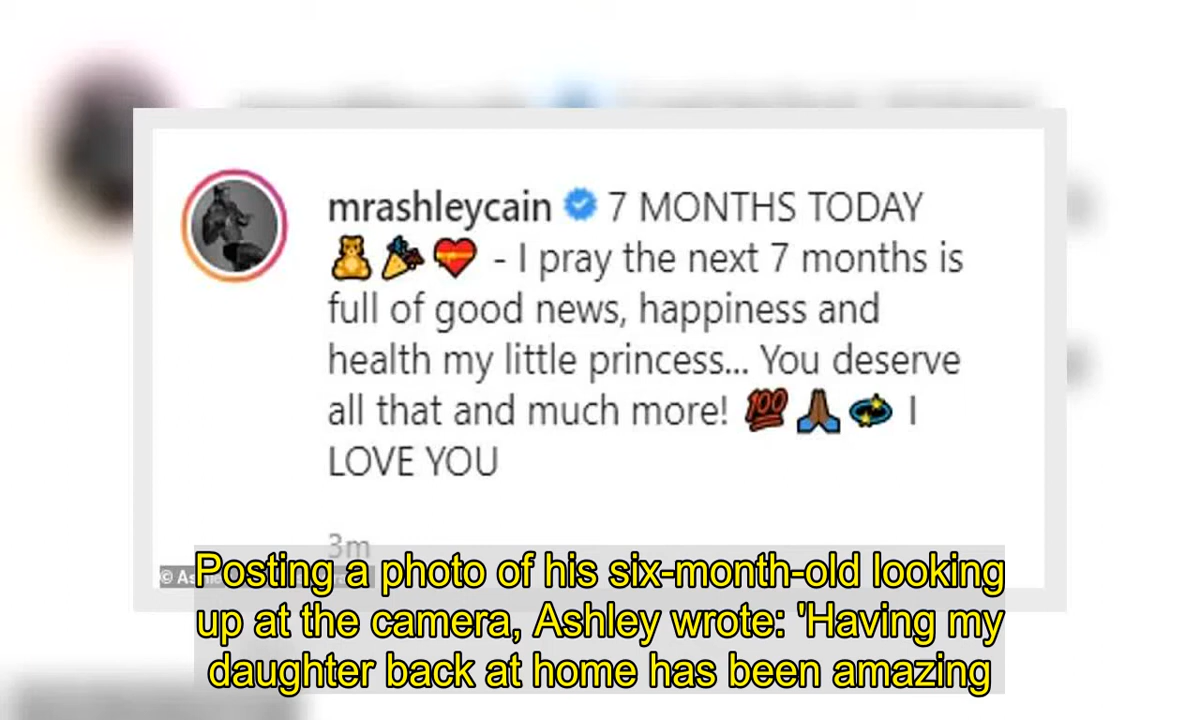 mrashleycain 7 MONTHS TODAY
🧸🎉💝 - I pray the next 7 months is
full of good news, happiness and
health my little princess... You deserve
all that and much more! 💯🙏🏾💫 I
LOVE YOU
3m
Posting a photo of his six-month-old looking
up at the camera, Ashley wrote: 'Having my
daughter back at home has been amazing